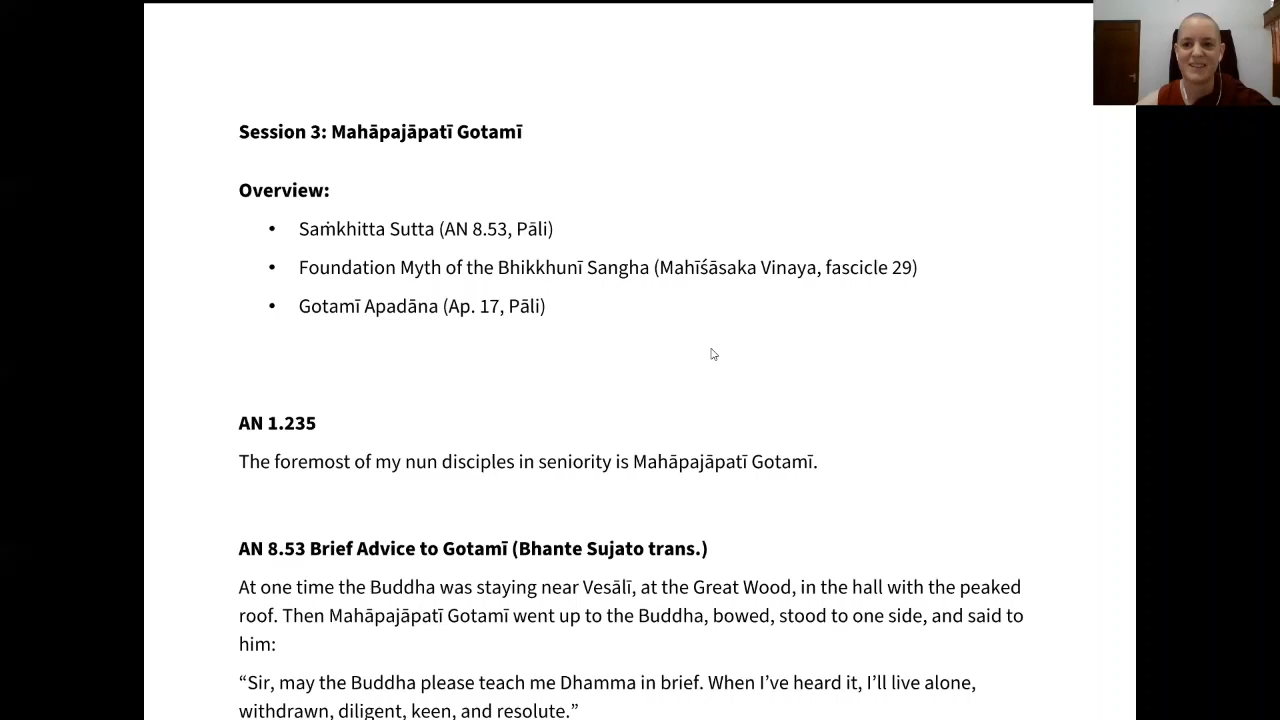 Session 3: Mahāpajāpatī Gotamī
Overview:
• Saṁkhitta Sutta (AN 8.53, Pāli)
• Foundation Myth of the Bhikkhunī Sangha (Mahīśāsaka Vinaya, fascicle 29)
• Gotamī Apadāna (Ap. 17, Pāli)
AN 1.235
The foremost of my nun disciples in seniority is Mahāpajāpatī Gotamī.
AN 8.53 Brief Advice to Gotamī (Bhante Sujato trans.)
At one time the Buddha was staying near Vesālī, at the Great Wood, in the hall with the peaked
roof. Then Mahāpajāpatī Gotamī went up to the Buddha, bowed, stood to one side, and said to
him:
“Sir, may the Buddha please teach me Dhamma in brief. When I’ve heard it, I’ll live alone,
withdrawn, diligent, keen, and resolute.”